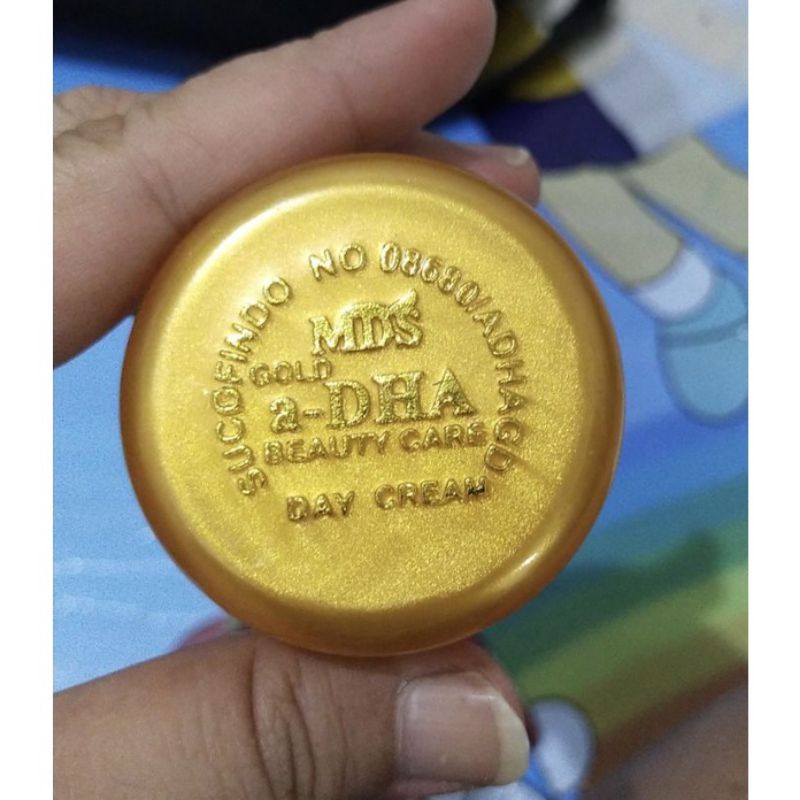 SUCOFINDO NO 08680/ADHAGD
MDS
GOLD
a-DHA
BEAUTY CARE
DAY CREAM